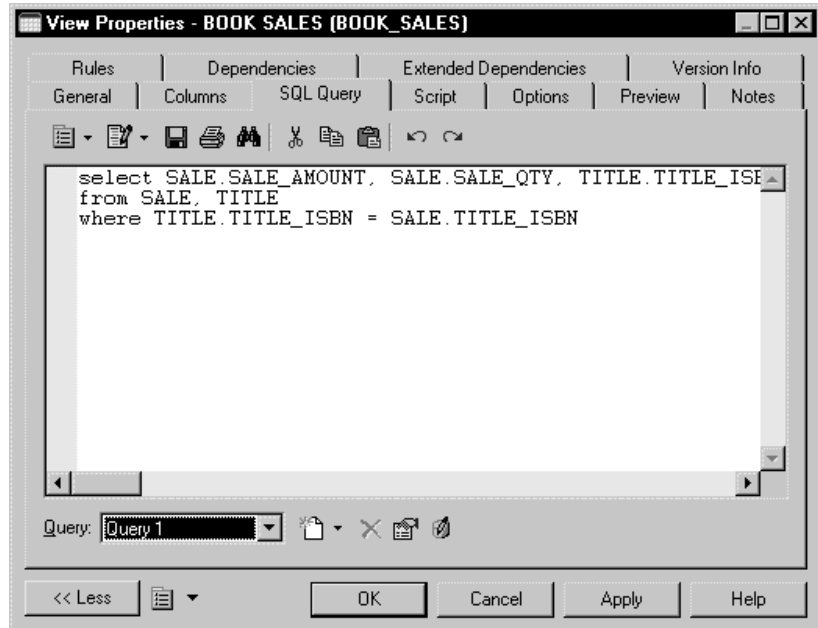 View Properties - BOOK SALES (BOOK_SALES)
Rules Dependencies Extended Dependencies Version Info
General Columns SQL Query Script Options Preview Notes
select SALE.SALE_AMOUNT, SALE.SALE_QTY, TITLE.TITLE_ISB
from SALE, TITLE
where TITLE.TITLE_ISBN = SALE.TITLE_ISBN
Query: Query 1
<< Less OK Cancel Apply Help